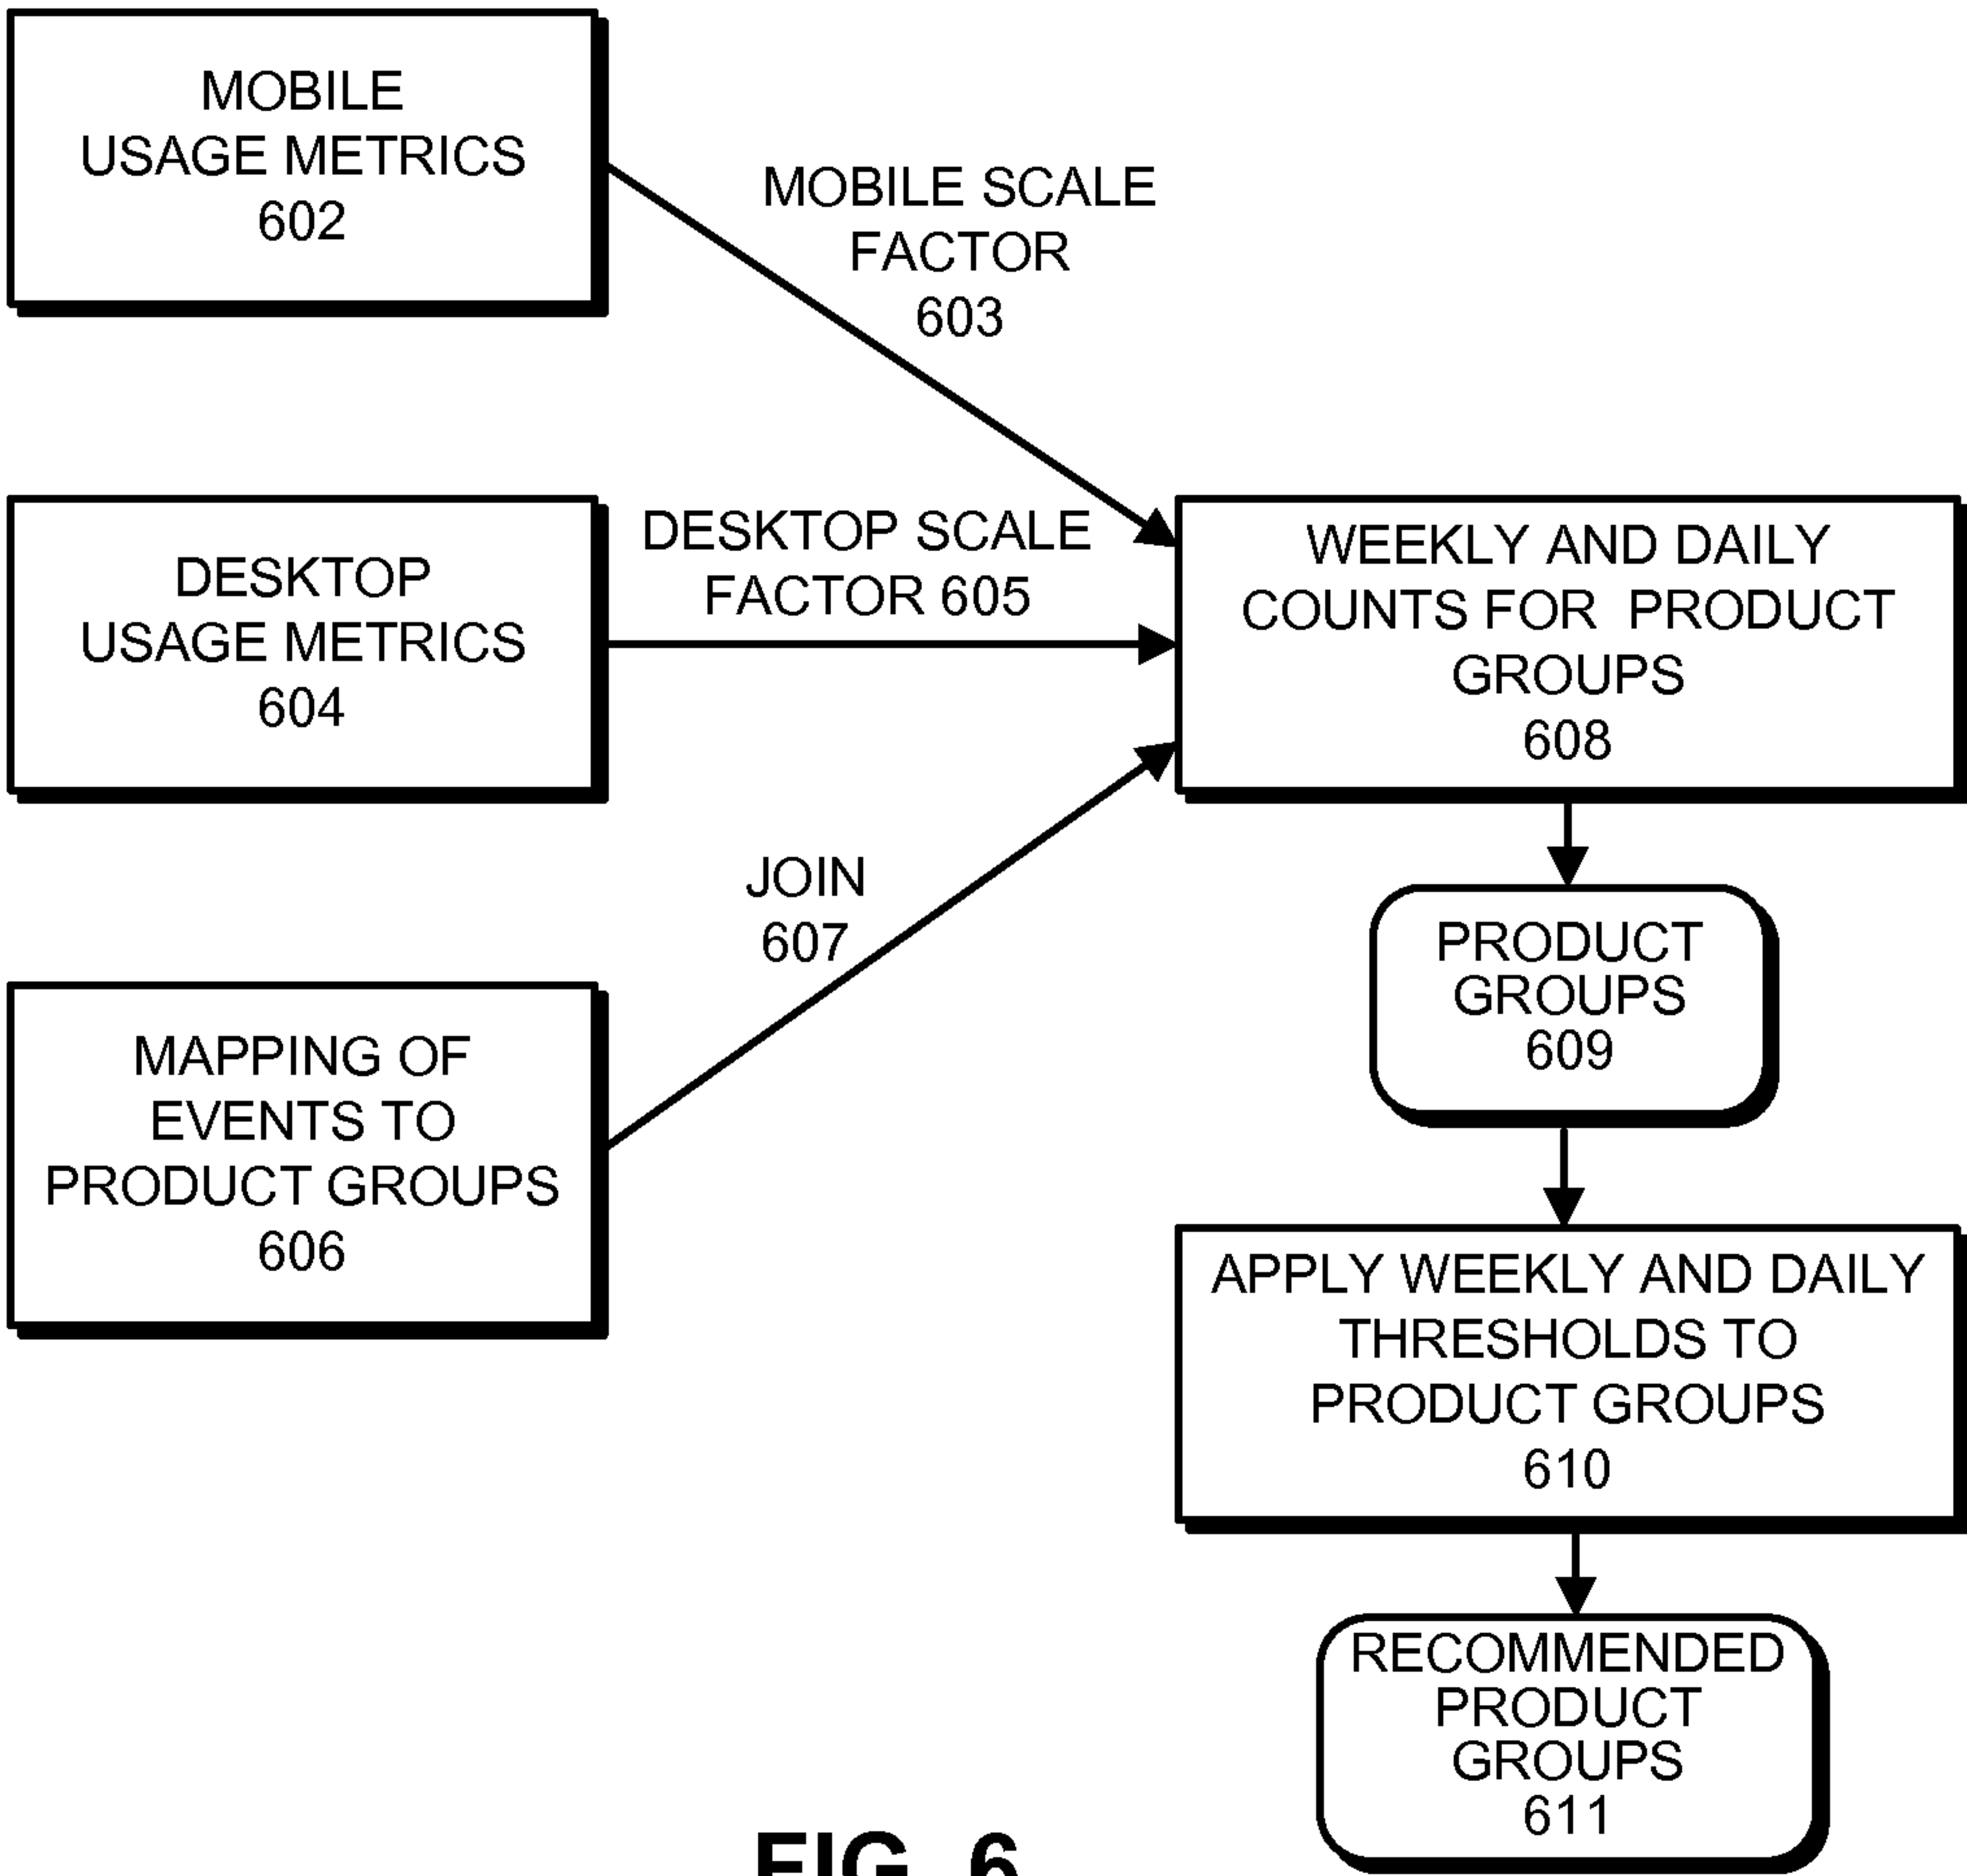 MOBILE
USAGE METRICS
602
MOBILE SCALE
FACTOR
603
DESKTOP
USAGE METRICS
604
DESKTOP SCALE
FACTOR 605
WEEKLY AND DAILY
COUNTS FOR PRODUCT
GROUPS
608
JOIN
607
PRODUCT
GROUPS
609
MAPPING OF
EVENTS TO
PRODUCT GROUPS
606
APPLY WEEKLY AND DAILY
THRESHOLDS TO
PRODUCT GROUPS
610
RECOMMENDED
PRODUCT
GROUPS
611
FIG. 6